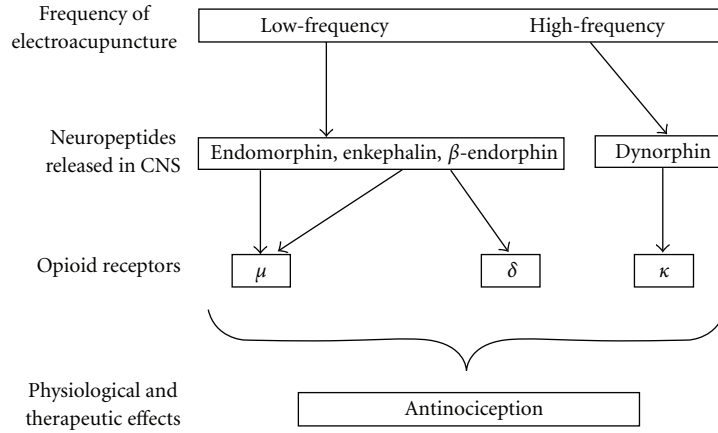 Frequency of
electroacupuncture
Low-frequency
High-frequency
Neuropeptides
released in CNS
Endomorphin, enkephalin, β-endorphin
Dynorphin
Opioid receptors
μ
δ
κ
Physiological and
therapeutic effects
Antinociception